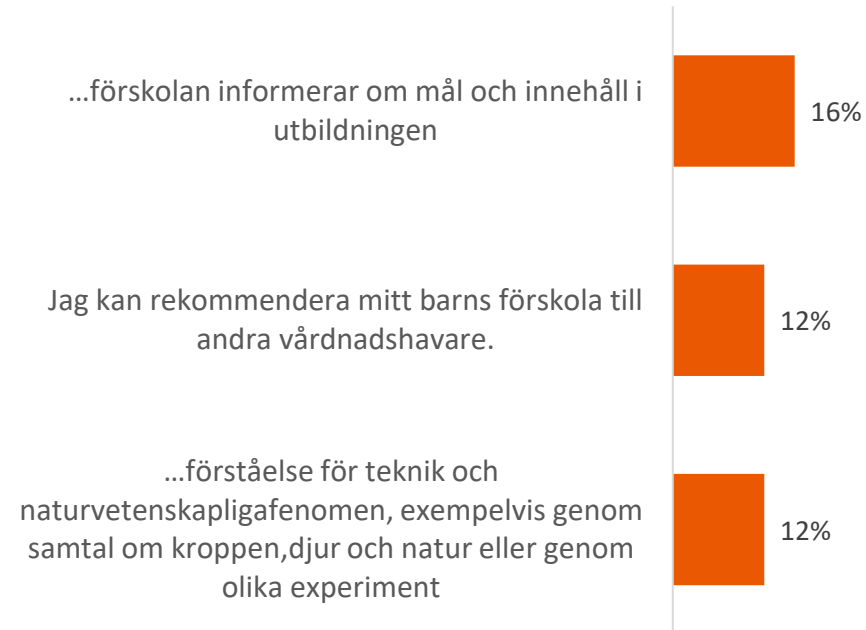 ...förskolan informerar om mål och innehåll i
utbildningen
16%
Jag kan rekommendera mitt barns förskola till
andra vårdnadshavare.
12%
...förståelse för teknik och
naturvetenskapligafenomen, exempelvis genom
samtal om kroppen,djur och natur eller genom
olika experiment
12%